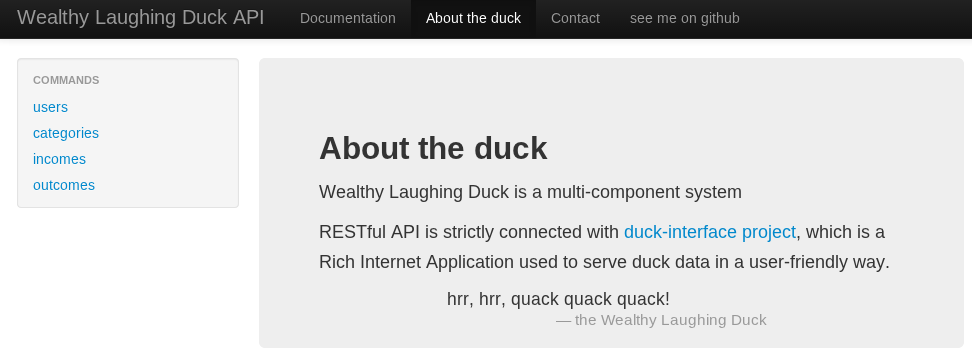 Wealthy Laughing Duck API Documentation About the duck Contact see me on github
COMMANDS
users
categories
incomes
outcomes
About the duck
Wealthy Laughing Duck is a multi-component system
RESTful API is strictly connected with duck-interface project, which is a
Rich Internet Application used to serve duck data in a user-friendly way.
hrr, hrr, quack quack quack!
— the Wealthy Laughing Duck